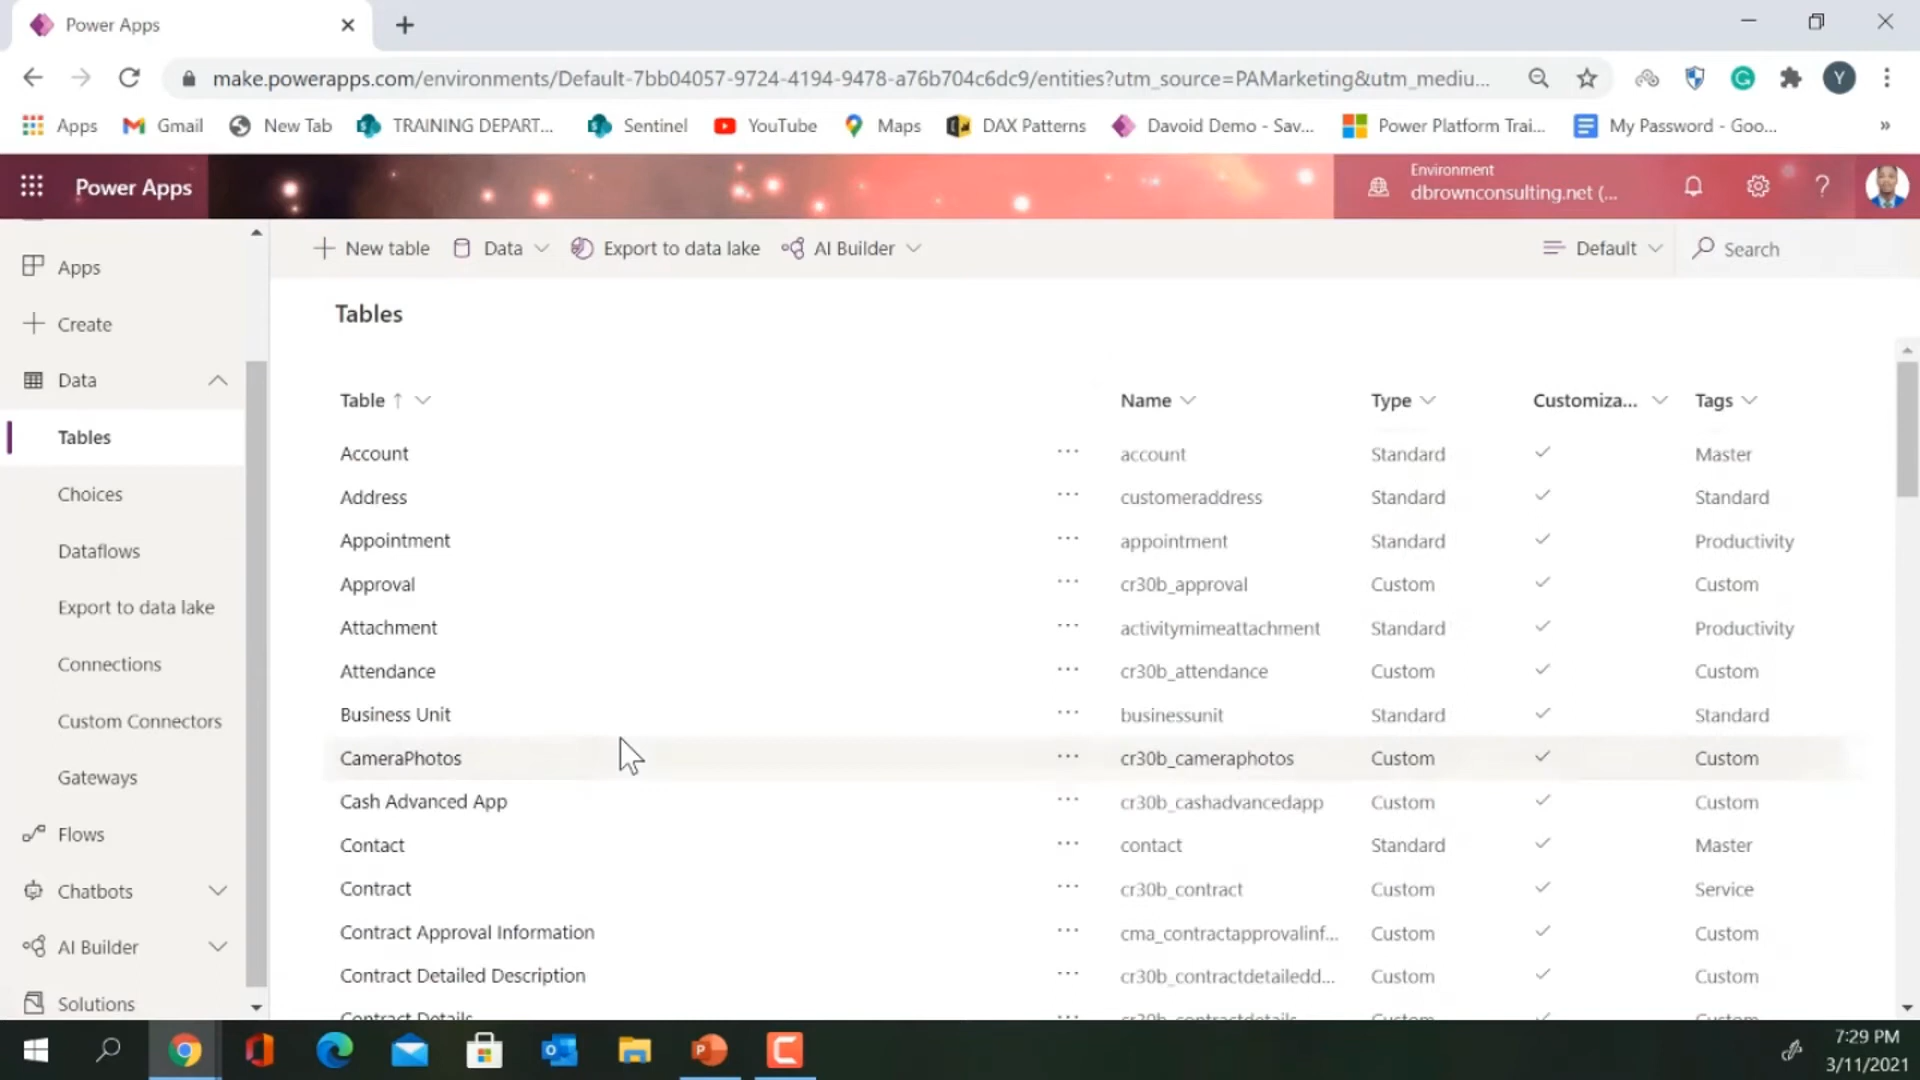 Power Apps
make.powerapps.com/environments/Default-7bb04057-9724-4194-9478-a76b704c6dc9/entities?utm_source=PAMarketing&utm_mediu...
Y
Apps Gmail New Tab TRAINING DEPART... Sentinel YouTube Maps DAX Patterns Davoid Demo - Sav... Power Platform Trai... My Password - Goo... »
Power Apps
Environment
dbrownconsulting.net (...
?
New table Data Export to data lake AI Builder Default Search
Apps
Create
Data
Tables
Choices
Dataflows
Export to data lake
Connections
Custom Connectors
Gateways
Flows
Chatbots
AI Builder
Solutions
Tables
Table ↑ Name Type Customiza... Tags
Account ... account Standard Master
Address ... customeraddress Standard Standard
Appointment ... appointment Standard Productivity
Approval ... cr30b_approval Custom Custom
Attachment ... activitymimeattachment Standard Productivity
Attendance ... cr30b_attendance Custom Custom
Business Unit ... businessunit Standard Standard
CameraPhotos ... cr30b_cameraphotos Custom Custom
Cash Advanced App ... cr30b_cashadvancedapp Custom Custom
Contact ... contact Standard Master
Contract ... cr30b_contract Custom Service
Contract Approval Information ... cma_contractapprovalinf... Custom Custom
Contract Detailed Description ... cr30b_contractdetailedd... Custom Custom
Contract Details ... cr30b_contractdetails Custom Custom
7:29 PM
3/11/2021